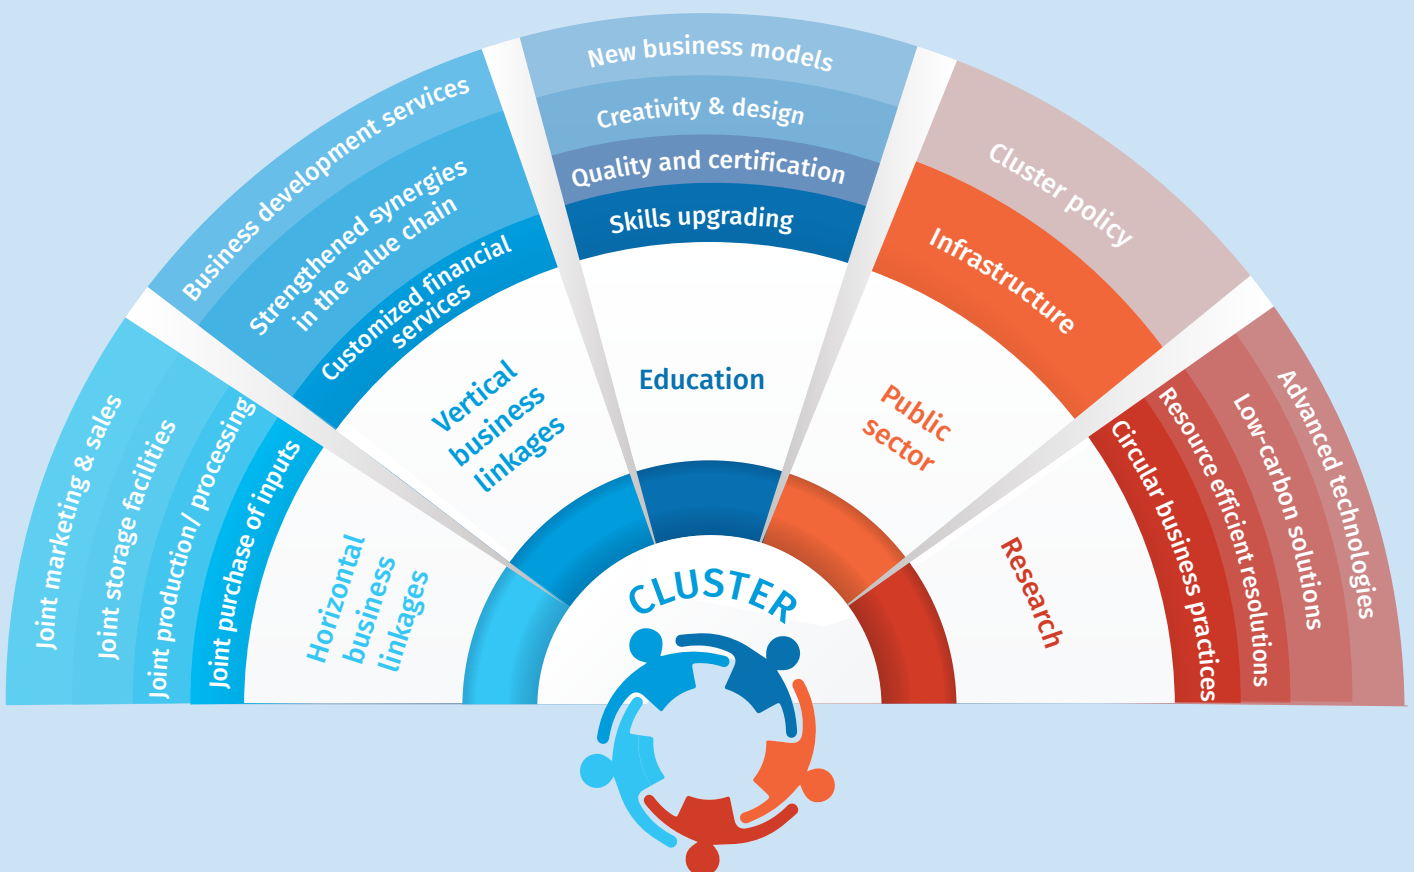 Joint marketing & sales
Joint storage facilities
Joint production/ processing
Joint purchase of inputs
Horizontal
business
linkages
Business development services
Strengthened synergies
in the value chain
Customized financial
services
Vertical
business
linkages
New business models
Creativity & design
Quality and certification
Skills upgrading
Education
Cluster policy
Infrastructure
Public
sector
Advanced technologies
Low-carbon solutions
Resource efficient resolutions
Circular business practices
Research
CLUSTER